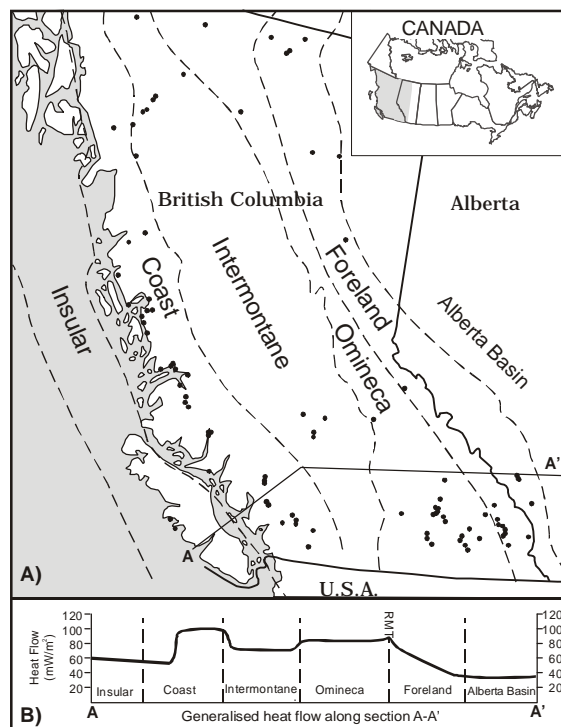 CANADA
British Columbia
Alberta
Insular
Coast
Intermontane
Foreland
Omineca
Alberta Basin
A
A'
U.S.A.
A)
Heat Flow
(mW/m²)
120
100
80
60
40
20
RMT
120
100
80
60
40
20
Insular
Coast
Intermontane
Omineca
Foreland
Alberta Basin
B)
A
Generalised heat flow along section A-A'
A'